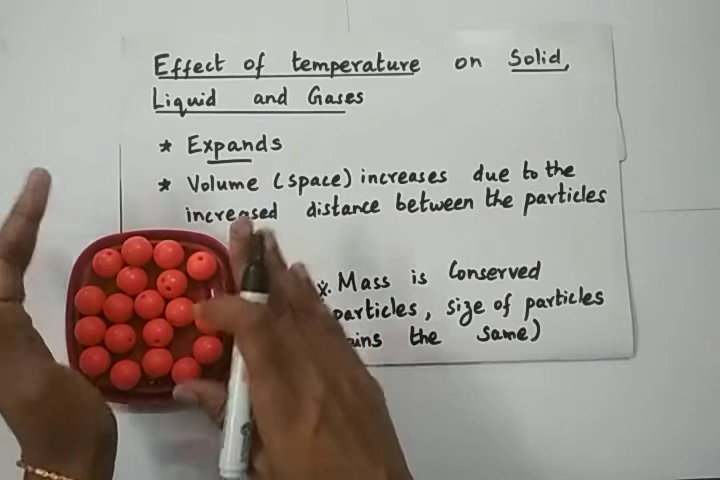 Effect of temperature on Solid,
Liquid and Gases
* Expands
* Volume (space) increases due to the
increased distance between the particles
* Mass is Conserved
particles, size of particles
the same)